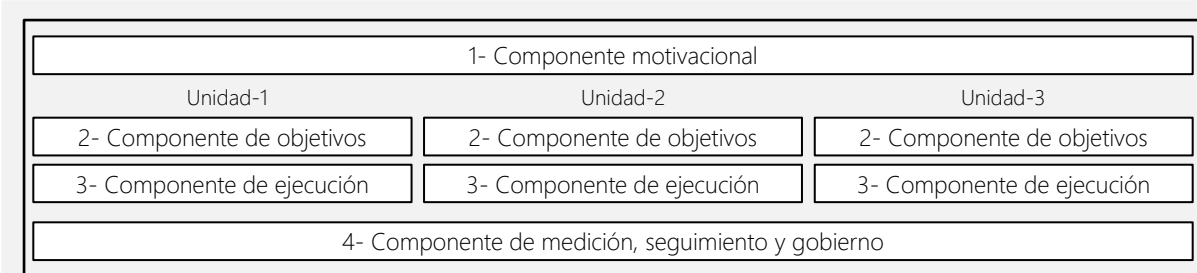 1- Componente motivacional
Unidad-1 Unidad-2 Unidad-3
2- Componente de objetivos 2- Componente de objetivos 2- Componente de objetivos
3- Componente de ejecución 3- Componente de ejecución 3- Componente de ejecución
4- Componente de medición, seguimiento y gobierno